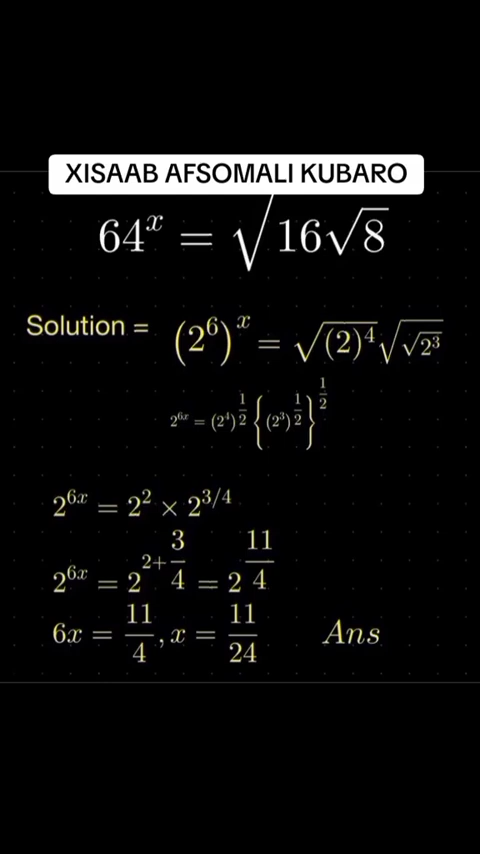 XISAAB AFSOMALI KUBARO
64^x = √(16√8)
Solution = (2^6)^x = √((2)^4) √(√(2^3))
2^{6x} = (2^4)^{1/2} {(2^3)^{1/2}}^{1/2}
2^{6x} = 2^2 × 2^{3/4}
2^{6x} = 2^{2+3/4} = 2^{11/4}
6x = 11/4 , x = 11/24 Ans